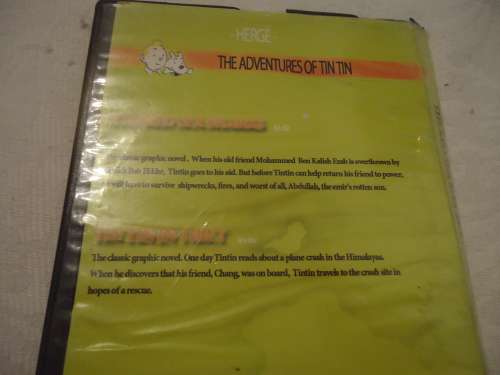 HERGE
THE ADVENTURES OF TIN TIN
classic graphic novel . When his old friend Mohammed Ben Kalish Ezab is overthrown by
Tintin goes to his aid. But before Tintin can help return his friend to power,
will have to survive shipwrecks, fires, and worst of all, Abdullah, the emir's rotten son.
The classic graphic novel. One day Tintin reads about a plane crash in the Himalayas.
When he discovers that his friend, Chang, was on board, Tintin travels to the crash site in
hopes of a rescue.